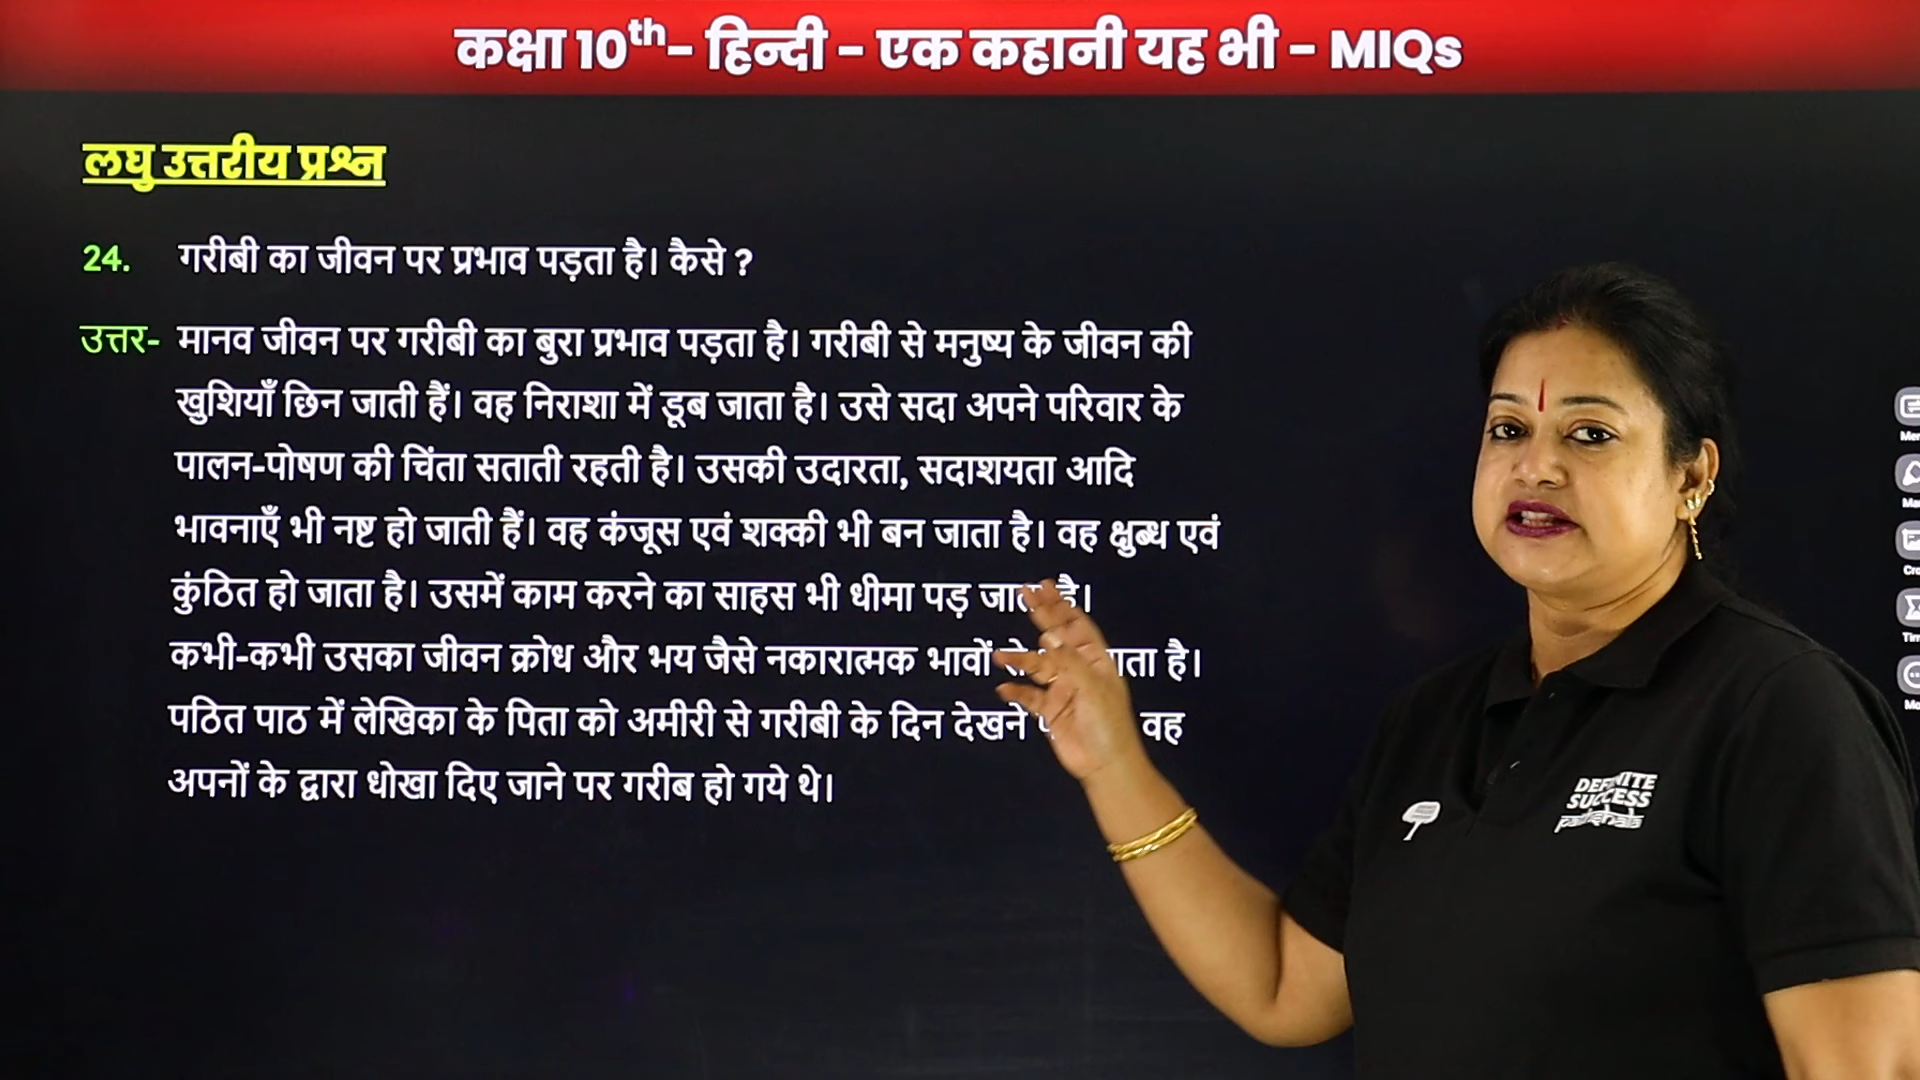 कक्षा 10th- हिन्दी - एक कहानी यह भी - MIQs
लघु उत्तरीय प्रश्न
24. गरीबी का जीवन पर प्रभाव पड़ता है। कैसे ?
उत्तर- मानव जीवन पर गरीबी का बुरा प्रभाव पड़ता है। गरीबी से मनुष्य के जीवन की
खुशियाँ छिन जाती हैं। वह निराशा में डूब जाता है। उसे सदा अपने परिवार के
पालन-पोषण की चिंता सताती रहती है। उसकी उदारता, सदाशयता आदि
भावनाएँ भी नष्ट हो जाती हैं। वह कंजूस एवं शक्की भी बन जाता है। वह क्षुब्ध एवं
कुंठित हो जाता है। उसमें काम करने का साहस भी धीमा पड़ जाता है।
कभी-कभी उसका जीवन क्रोध और भय जैसे नकारात्मक भावों से है।
पठित पाठ में लेखिका के पिता को अमीरी से गरीबी के दिन देखने वह
अपनों के द्वारा धोखा दिए जाने पर गरीब हो गये थे।
DEFINITE
SUCCESS
pathshala